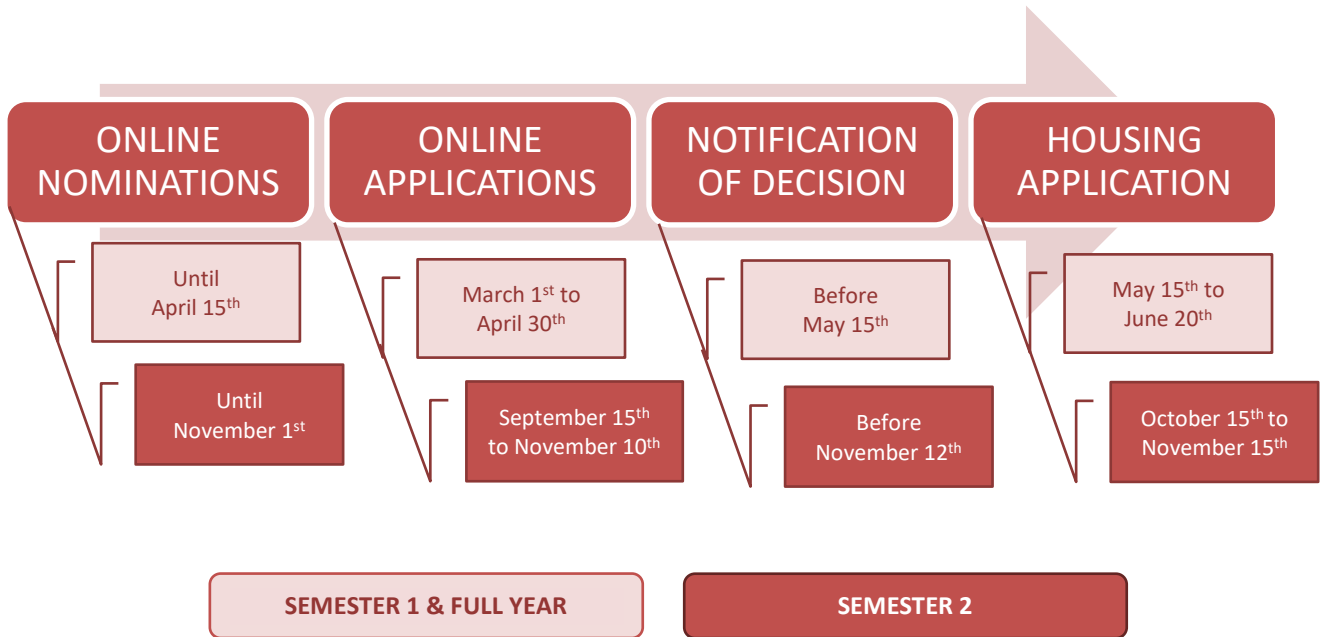 ONLINE
NOMINATIONS
ONLINE
APPLICATIONS
NOTIFICATION
OF DECISION
HOUSING
APPLICATION
Until
April 15th
March 1st to
April 30th
Before
May 15th
May 15th to
June 20th
Until
November 1st
September 15th
to November 10th
Before
November 12th
October 15th to
November 15th
SEMESTER 1 & FULL YEAR
SEMESTER 2